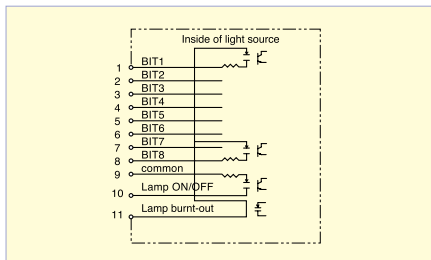 Inside of light source
1 BIT1
2 BIT2
3 BIT3
4 BIT4
5 BIT5
6 BIT6
7 BIT7
8 BIT8
9 common
10 Lamp ON/OFF
11 Lamp burnt-out